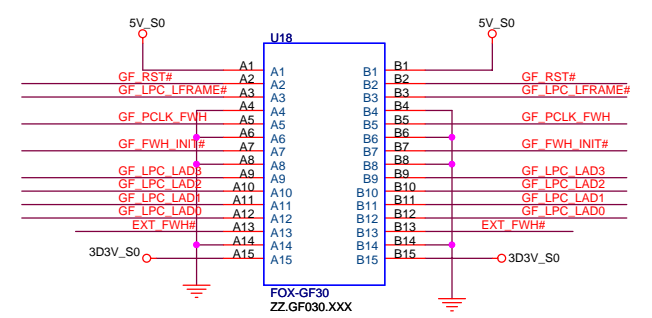 5V_S0 5V_S0
U18
A1 A1 B1 B1
GF_RST# A2 A2 B2 B2 GF_RST#
GF_LPC_LFRAME# A3 A3 B3 B3 GF_LPC_LFRAME#
A4 A4 B4 B4
GF_PCLK_FWH A5 A5 B5 B5 GF_PCLK_FWH
A6 A6 B6 B6
GF_FWH_INIT# A7 A7 B7 B7 GF_FWH_INIT#
A8 A8 B8 B8
GF_LPC_LAD3 A9 A9 B9 B9 GF_LPC_LAD3
GF_LPC_LAD2 A10 A10 B10 B10 GF_LPC_LAD2
GF_LPC_LAD1 A11 A11 B11 B11 GF_LPC_LAD1
GF_LPC_LAD0 A12 A12 B12 B12 GF_LPC_LAD0
EXT_FWH# A13 A13 B13 B13 EXT_FWH#
A14 A14 B14 B14
3D3V_S0 A15 A15 B15 B15 3D3V_S0
FOX-GF30
ZZ.GF030.XXX